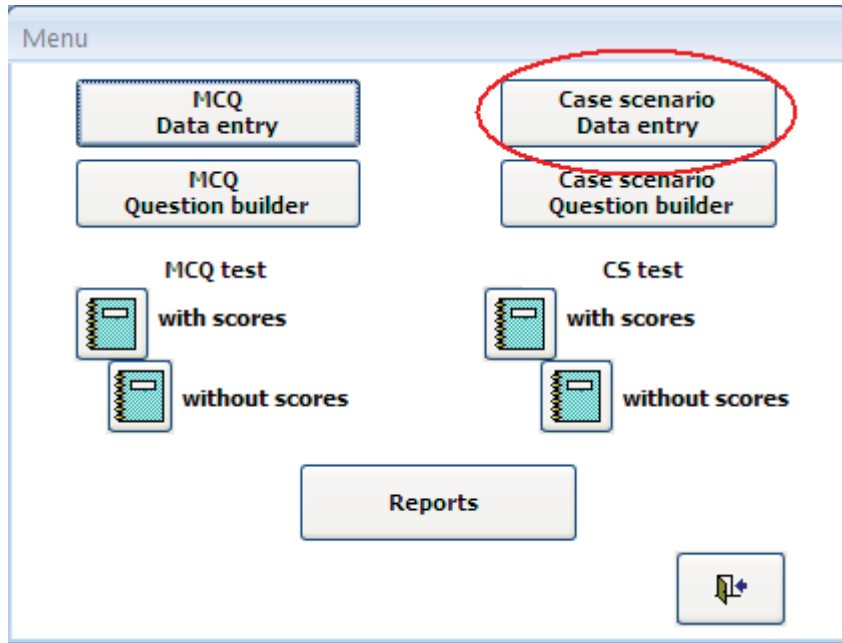 Menu
MCQ
Data entry
Case scenario
Data entry
MCQ
Question builder
Case scenario
Question builder
MCQ test
CS test
with scores
with scores
without scores
without scores
Reports